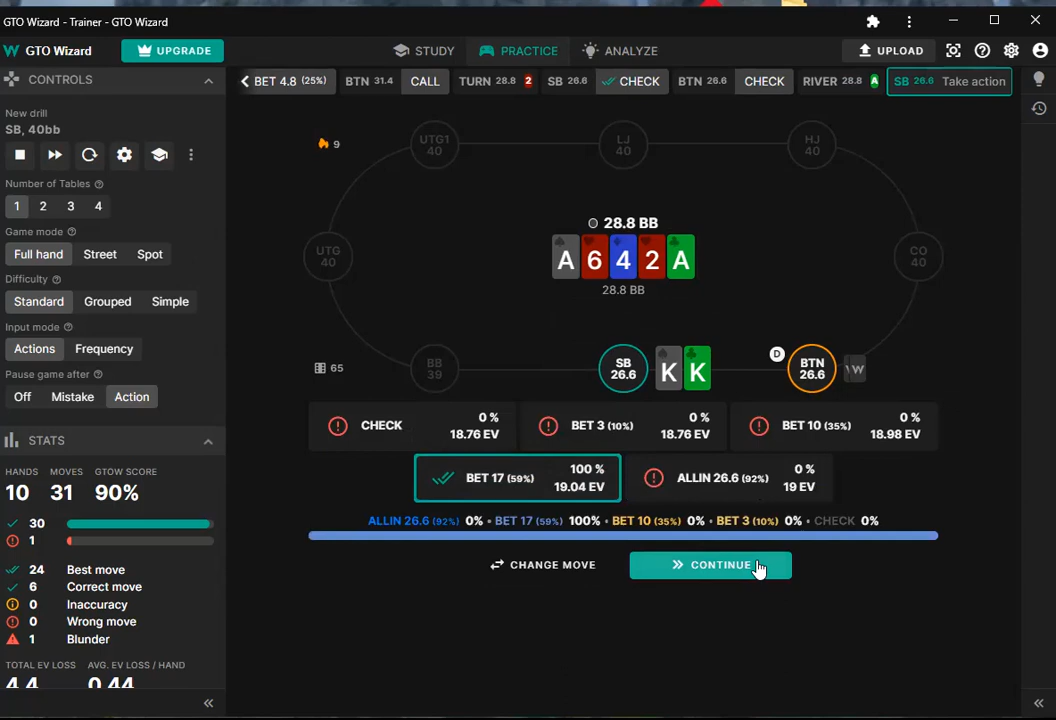 GTO Wizard - Trainer - GTO Wizard
W GTO Wizard UPGRADE STUDY PRACTICE ANALYZE UPLOAD
CONTROLS
BET 4.8 (25%) BTN 31.4 CALL TURN 28.8 2 SB 26.6 CHECK BTN 26.6 CHECK RIVER 28.8 A SB 26.6 Take action
New drill
SB, 40bb
Number of Tables
1 2 3 4
Game mode
Full hand Street Spot
Difficulty
Standard Grouped Simple
Input mode
Actions Frequency
Pause game after
Off Mistake Action
STATS
HANDS MOVES GTOW SCORE
10 31 90%
30
1
24 Best move
6 Correct move
0 Inaccuracy
0 Wrong move
1 Blunder
TOTAL EV LOSS AVG. EV LOSS / HAND
4.4 0.44
9
UTG1
40
LJ
40
HJ
40
UTG
40
CO
40
28.8 BB
A 6 4 2 A
28.8 BB
65
BB
39
SB
26.6
K K
D
BTN
26.6
W
CHECK 0 %
18.76 EV
BET 3 (10%) 0 %
18.76 EV
BET 10 (35%) 0 %
18.98 EV
BET 17 (59%) 100 %
19.04 EV
ALLIN 26.6 (92%) 0 %
19 EV
ALLIN 26.6 (92%) 0% • BET 17 (59%) 100% • BET 10 (35%) 0% • BET 3 (10%) 0% • CHECK 0%
CHANGE MOVE CONTINUE